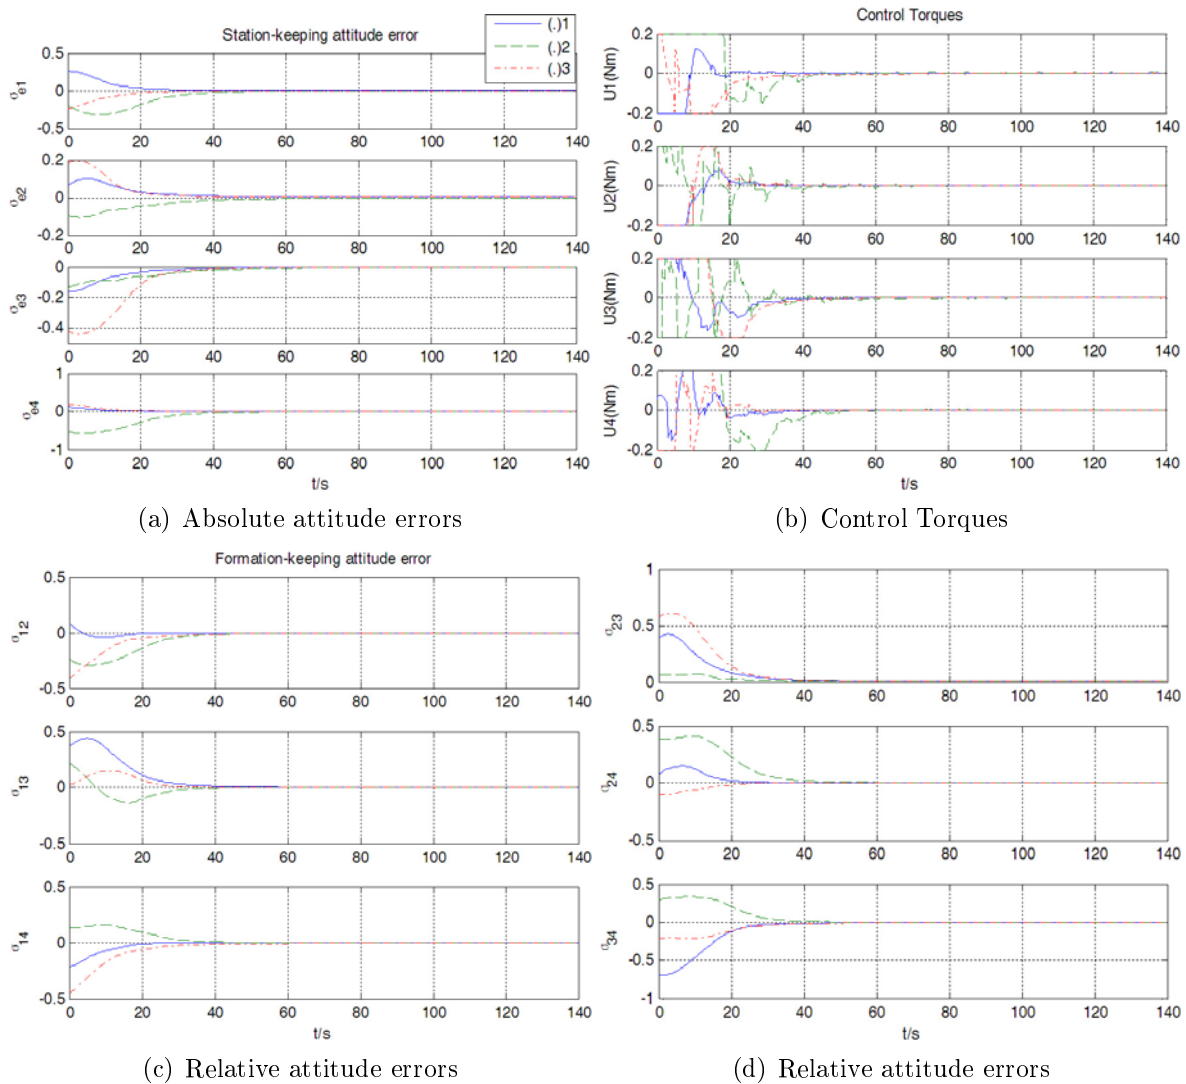 Station-keeping attitude error
(.)1
(.)2
(.)3
0.5
0
-0.5
σe1
0 20 40 60 80 100 120 140
0.2
0
-0.2
σe2
0 20 40 60 80 100 120 140
0
-0.2
-0.4
σe3
0 20 40 60 80 100 120 140
1
0
-1
σe4
0 20 40 60 80 100 120 140
t/s
(a) Absolute attitude errors
Control Torques
0.2
0
-0.2
U1(Nm)
0 20 40 60 80 100 120 140
0.2
0
-0.2
U2(Nm)
0 20 40 60 80 100 120 140
0.2
0
-0.2
U3(Nm)
0 20 40 60 80 100 120 140
0.2
0
-0.2
U4(Nm)
0 20 40 60 80 100 120 140
t/s
(b) Control Torques
Formation-keeping attitude error
0.5
0
-0.5
σ12
0 20 40 60 80 100 120 140
0.5
0
-0.5
σ13
0 20 40 60 80 100 120 140
0.5
0
-0.5
σ14
0 20 40 60 80 100 120 140
t/s
(c) Relative attitude errors
1
0.5
0
σ23
0 20 40 60 80 100 120 140
0.5
0
-0.5
σ24
0 20 40 60 80 100 120 140
0.5
0
-0.5
-1
σ34
0 20 40 60 80 100 120 140
t/s
(d) Relative attitude errors